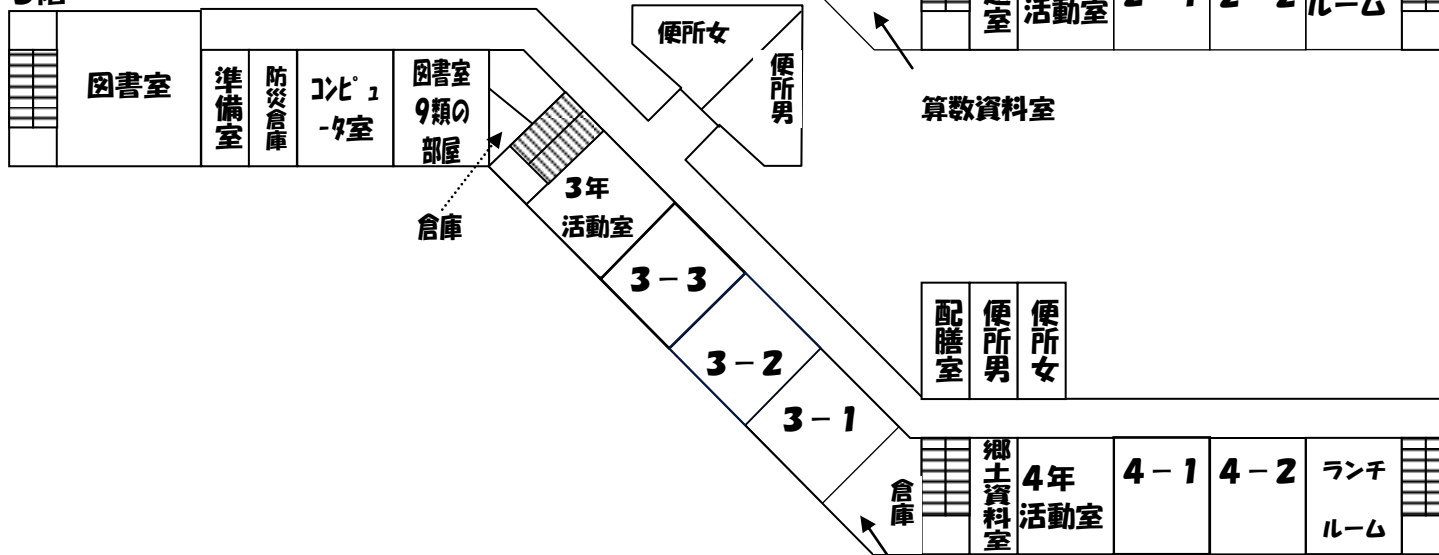 図書室
準備室
防災倉庫
コンピュ
ータ室
図書室
9類の
部屋
倉庫
便所女
便所男
活動室
ルーム
算数資料室
3年
活動室
3－3
3－2
3－1
配膳室
便所男
便所女
倉庫
郷土資料室
4年
活動室
4－1
4－2
ランチ
ルーム